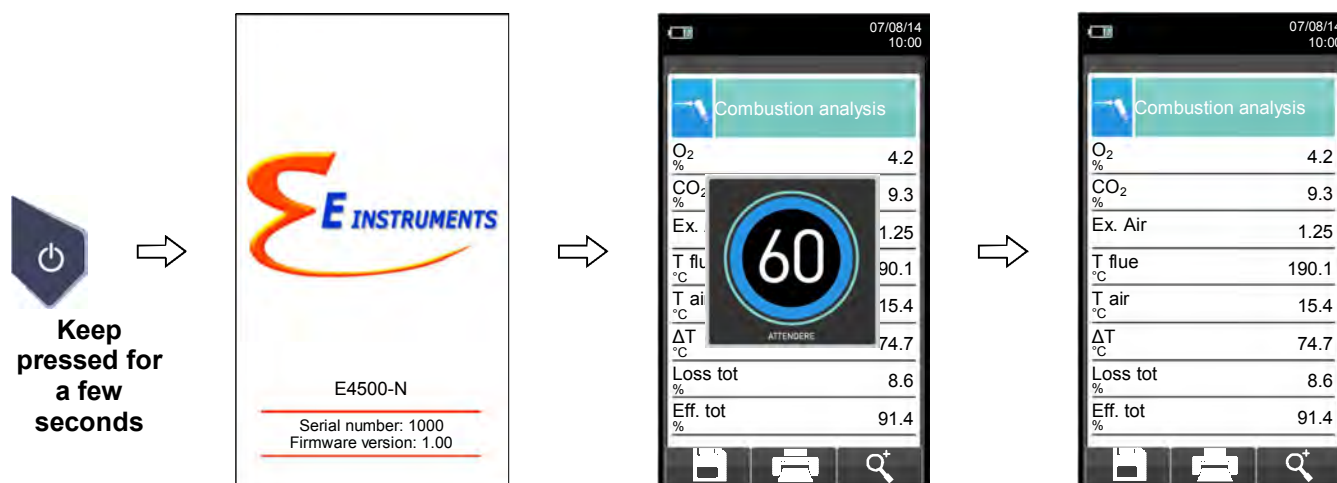 Keep
pressed for
a few
seconds
E INSTRUMENTS
E4500-N
Serial number: 1000
Firmware version: 1.00
07/08/14
10:00
Combustion analysis
O₂
%
4.2
CO₂
%
9.3
Ex.
1.25
T flu
°C
90.1
T ai
°C
15.4
ΔT
°C
74.7
Loss tot
%
8.6
Eff. tot
%
91.4
60
ATTENDERE
07/08/14
10:00
Combustion analysis
O₂
%
4.2
CO₂
%
9.3
Ex. Air
1.25
T flue
°C
190.1
T air
°C
15.4
ΔT
°C
74.7
Loss tot
%
8.6
Eff. tot
%
91.4